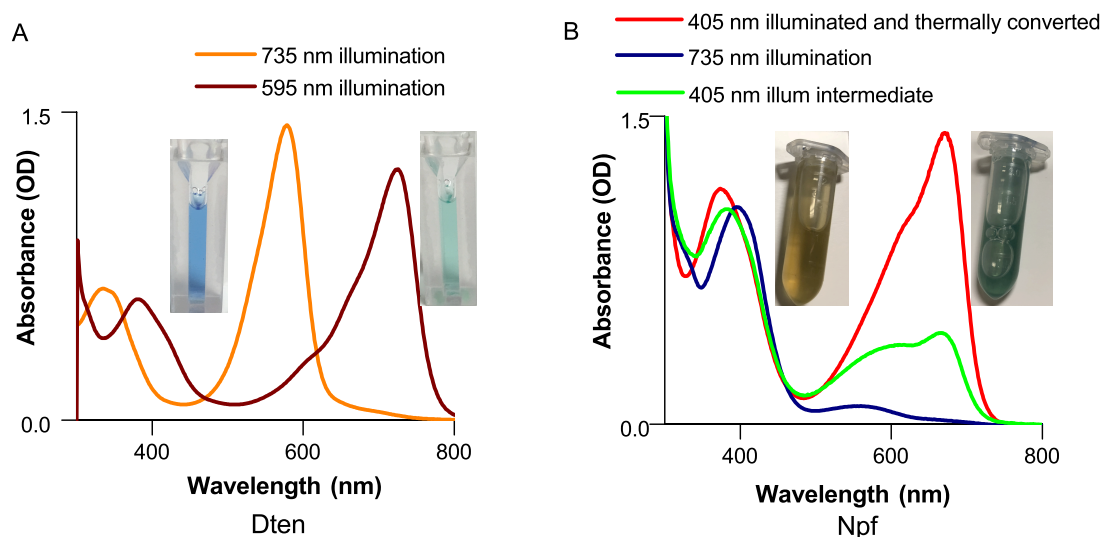 A
735 nm illumination
595 nm illumination
1.5
0.0
Absorbance (OD)
400
600
800
Wavelength (nm)
Dten
B
405 nm illuminated and thermally converted
735 nm illumination
405 nm illum intermediate
1.5
0.0
Absorbance (OD)
400
600
800
Wavelength (nm)
Npf